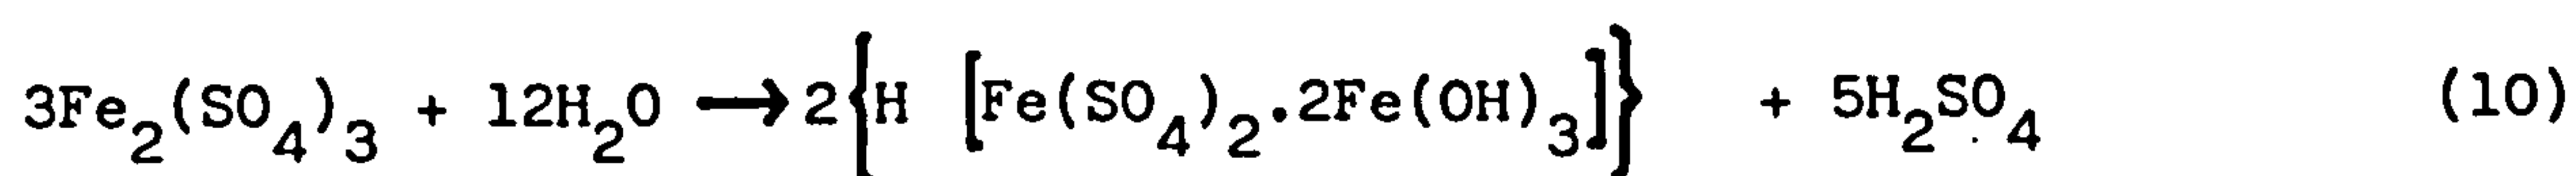 3Fe₂(SO₄)₃ + 12H₂O ⟶ 2{H [Fe(SO₄)₂.2Fe(OH)₃]} + 5H₂SO₄ (10)